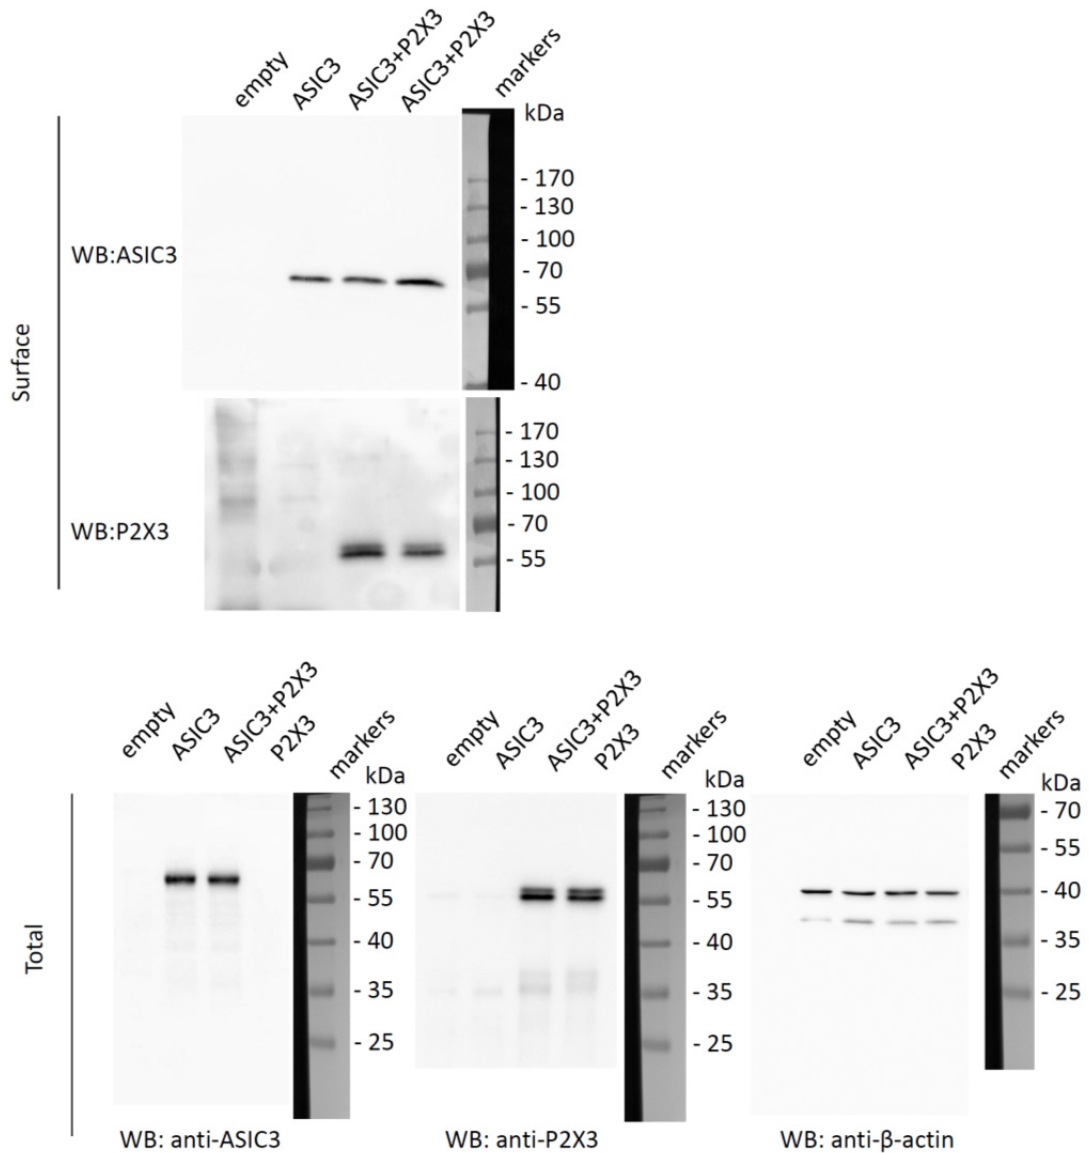 empty
ASIC3
ASIC3+P2X3
ASIC3+P2X3
markers
kDa
- 170
- 130
- 100
- 70
- 55
- 40
WB:ASIC3
Surface
- 170
- 130
- 100
- 70
- 55
WB:P2X3
empty
ASIC3
ASIC3+P2X3
P2X3
markers
kDa
- 130
- 100
- 70
- 55
- 40
- 35
- 25
empty
ASIC3
ASIC3+P2X3
P2X3
markers
kDa
- 130
- 100
- 70
- 55
- 40
- 35
- 25
empty
ASIC3
ASIC3+P2X3
P2X3
markers
kDa
- 70
- 55
- 40
- 35
- 25
Total
WB: anti-ASIC3
WB: anti-P2X3
WB: anti-β-actin